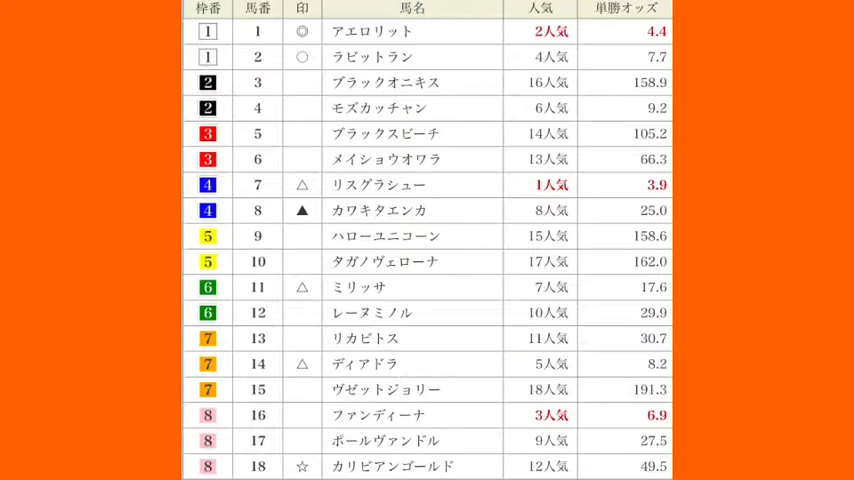 枠番 馬番 印 馬名 人気 単勝オッズ
1 1 ◎ アエロリット 2人気 4.4
1 2 ○ ラビットラン 4人気 7.7
2 3 ブラックオニキス 16人気 158.9
2 4 モズカッチャン 6人気 9.2
3 5 ブラックスビーチ 14人気 105.2
3 6 メイショウオワラ 13人気 66.3
4 7 △ リスグラシュー 1人気 3.9
4 8 ▲ カワキタエンカ 8人気 25.0
5 9 ハローユニコーン 15人気 158.6
5 10 タガノヴェローナ 17人気 162.0
6 11 △ ミリッサ 7人気 17.6
6 12 レーヌミノル 10人気 29.9
7 13 リカビトス 11人気 30.7
7 14 △ ディアドラ 5人気 8.2
7 15 ヴゼットジョリー 18人気 191.3
8 16 ファンディーナ 3人気 6.9
8 17 ポールヴァンドル 9人気 27.5
8 18 ☆ カリビアンゴールド 12人気 49.5